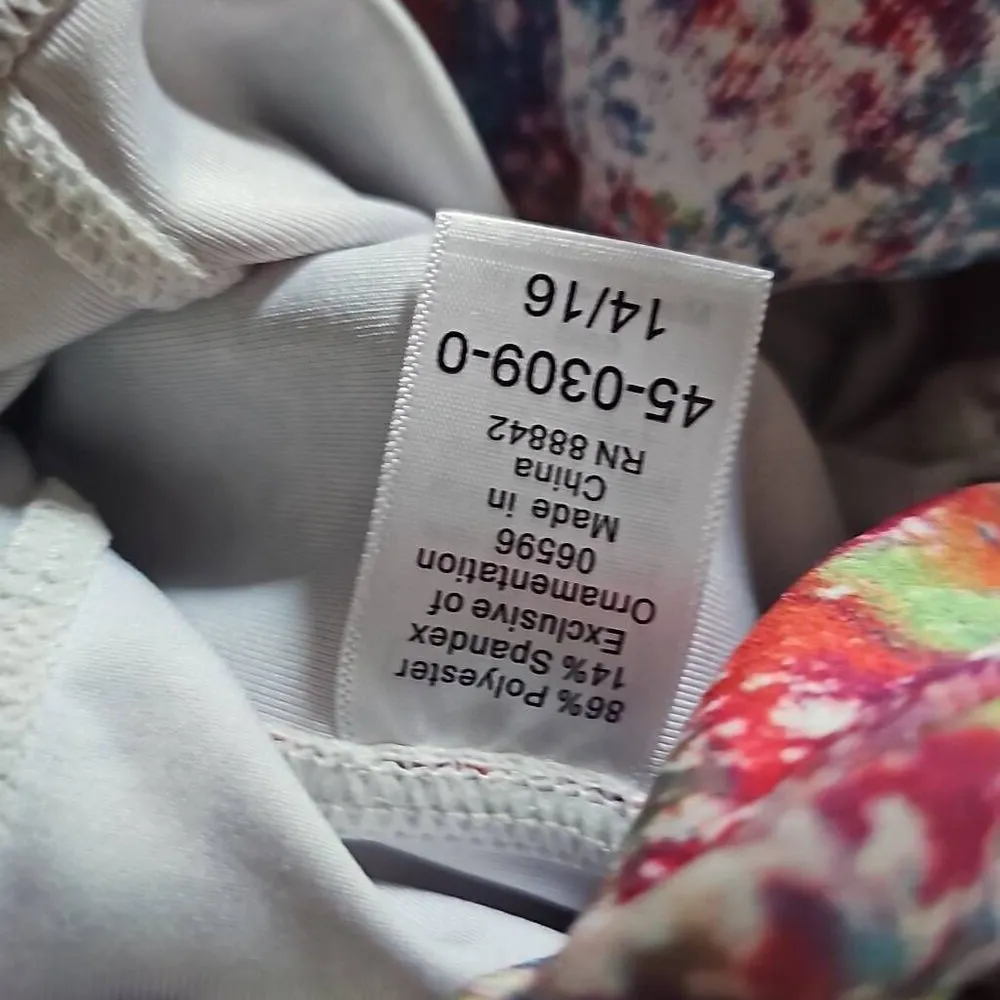 86% Polyester
14% Spandex
Exclusive of
Ornamentation
06596
Made in
China
RN 88842
45-0309-0
14/16